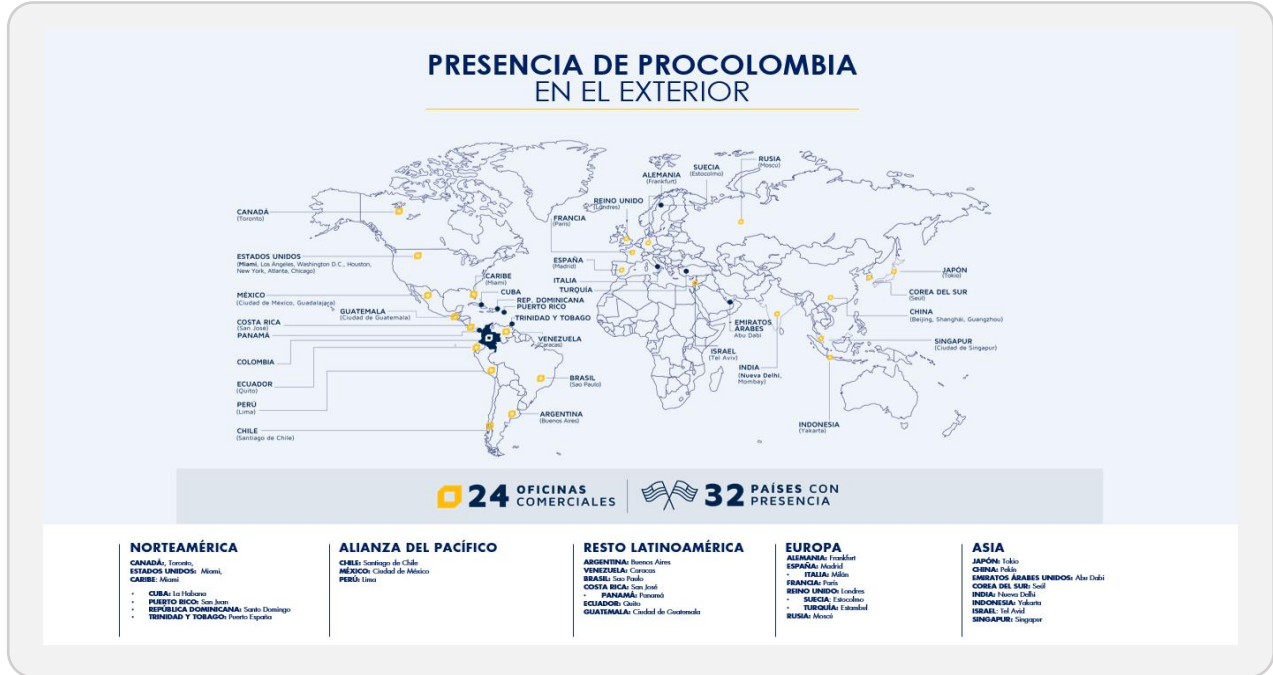 PRESENCIA DE PROCOLOMBIA
EN EL EXTERIOR
CANADÁ
(Toronto)
ESTADOS UNIDOS
(Miami, Los Ángeles, Washington D.C., Houston,
New York, Atlanta, Chicago)
MÉXICO
(Ciudad de México, Guadalajara)
GUATEMALA
(Ciudad de Guatemala)
COSTA RICA
(San José)
PANAMÁ
COLOMBIA
ECUADOR
(Quito)
PERÚ
(Lima)
CHILE
(Santiago de Chile)
CARIBE
(Miami)
CUBA
REP. DOMINICANA
PUERTO RICO
TRINIDAD Y TOBAGO
VENEZUELA
(Caracas)
BRASIL
(Sao Paulo)
ARGENTINA
(Buenos Aires)
ALEMANIA
(Frankfurt)
SUECIA
(Estocolmo)
RUSIA
(Moscú)
REINO UNIDO
(Londres)
FRANCIA
(París)
ESPAÑA
(Madrid)
ITALIA
TURQUÍA
EMIRATOS
ÁRABES
Abu Dabi
ISRAEL
(Tel Aviv)
INDIA
(Nueva Delhi,
Mombay)
JAPÓN
(Tokio)
COREA DEL SUR
(Seúl)
CHINA
(Beijing, Shanghai, Guangzhou)
SINGAPUR
(Ciudad de Singapur)
INDONESIA
(Yakarta)
24 OFICINAS
COMERCIALES
32 PAÍSES CON
PRESENCIA
NORTEAMÉRICA
CANADÁ:, Toronto,
ESTADOS UNIDOS: Miami,
CARIBE: Miami
• CUBA: La Habana
• PUERTO RICO: San Juan
• REPÚBLICA DOMINICANA: Santo Domingo
• TRINIDAD Y TOBAGO: Puerto España
ALIANZA DEL PACÍFICO
CHILE: Santiago de Chile
MÉXICO: Ciudad de México
PERÚ: Lima
RESTO LATINOAMÉRICA
ARGENTINA: Buenos Aires
VENEZUELA: Caracas
BRASIL: Sao Paulo
COSTA RICA: San José
• PANAMÁ: Panamá
ECUADOR: Quito
GUATEMALA: Ciudad de Guatemala
EUROPA
ALEMANIA: Frankfurt
ESPAÑA: Madrid
• ITALIA: Milán
FRANCIA: París
REINO UNIDO: Londres
• SUECIA: Estocolmo
• TURQUÍA: Estambul
RUSIA: Moscú
ASIA
JAPÓN: Tokio
CHINA: Pekín
EMIRATOS ÁRABES UNIDOS: Abu Dabi
COREA DEL SUR: Seúl
INDIA: Nueva Delhi
INDONESIA: Yakarta
ISRAEL: Tel Avid
SINGAPUR: Singaper